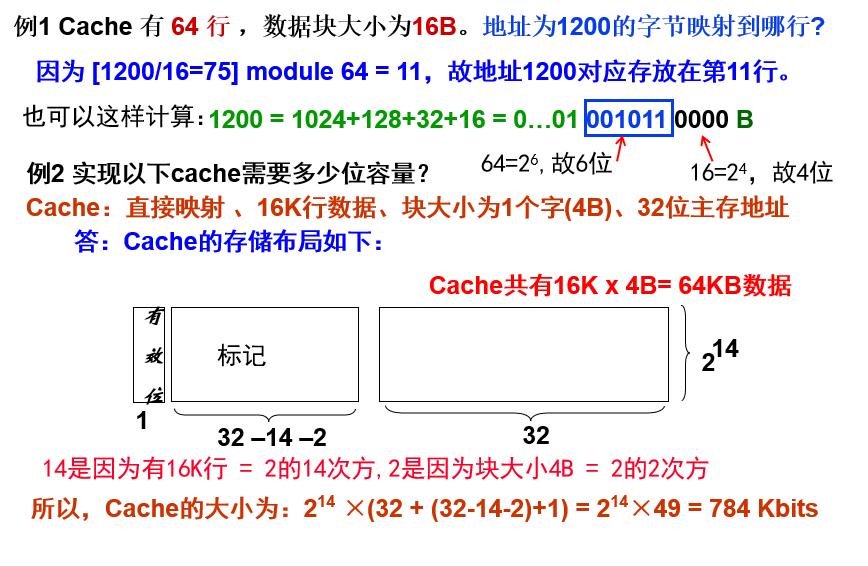 例1 Cache 有 64 行 ，数据块大小为16B。地址为1200的字节映射到哪行?
因为 [1200/16=75] module 64 = 11，故地址1200对应存放在第11行。
也可以这样计算：1200 = 1024+128+32+16 = 0…01 001011 0000 B
64=2⁶,故6位
16=2⁴，故4位
例2 实现以下cache需要多少位容量?
Cache：直接映射 、16K行数据、块大小为1个字(4B)、32位主存地址
答：Cache的存储布局如下：
Cache共有16K x 4B= 64KB数据
有效位
标记
2¹⁴
1
32 –14 –2
32
14是因为有16K行 = 2的14次方,2是因为块大小4B = 2的2次方
所以，Cache的大小为：2¹⁴ ×(32 + (32-14-2)+1) = 2¹⁴×49 = 784 Kbits